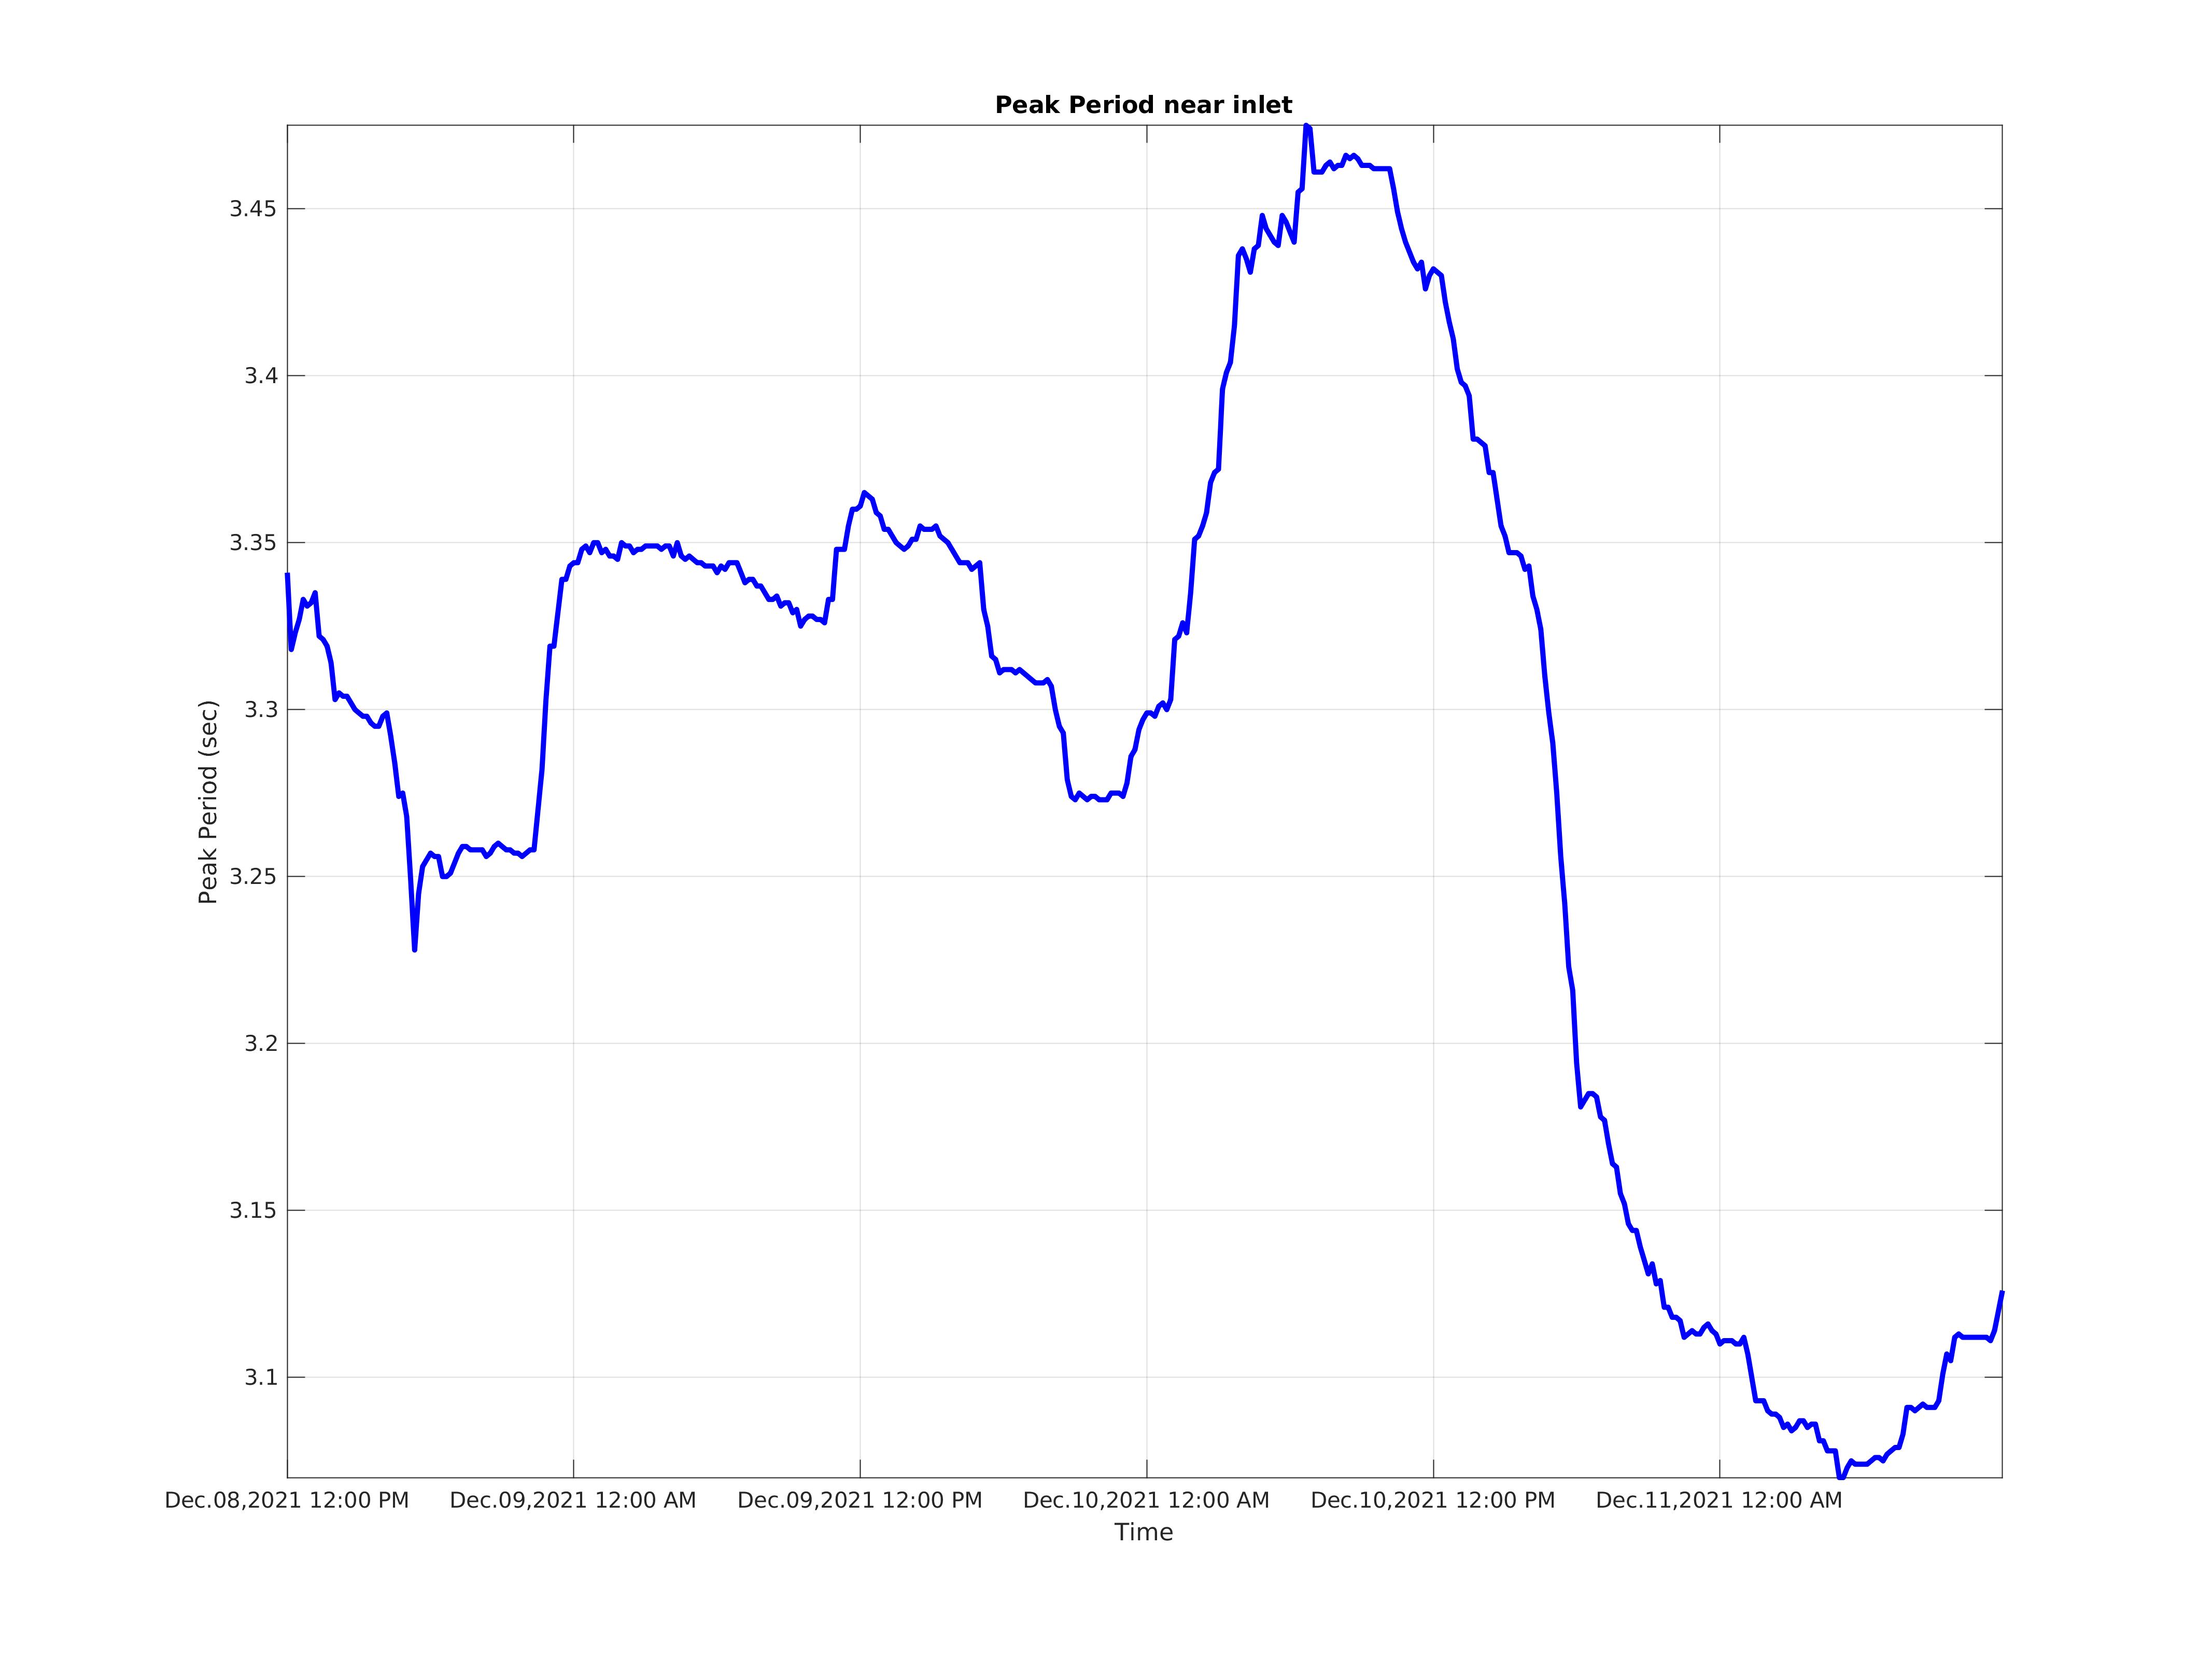 Peak Period near inlet
Peak Period (sec)
3.45
3.4
3.35
3.3
3.25
3.2
3.15
3.1
Dec.08,2021 12:00 PM Dec.09,2021 12:00 AM Dec.09,2021 12:00 PM Dec.10,2021 12:00 AM Dec.10,2021 12:00 PM Dec.11,2021 12:00 AM
Time